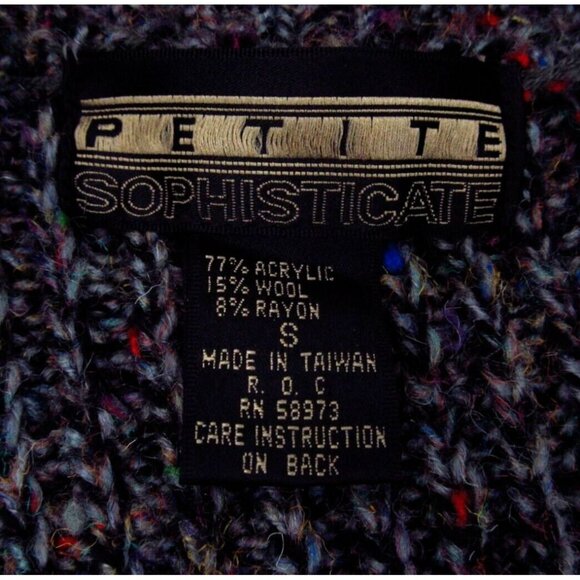 PETITE
SOPHISTICATE
77% ACRYLIC
15% WOOL
8% RAYON
S
MADE IN TAIWAN
R. O. C
RN 58973
CARE INSTRUCTION
ON BACK